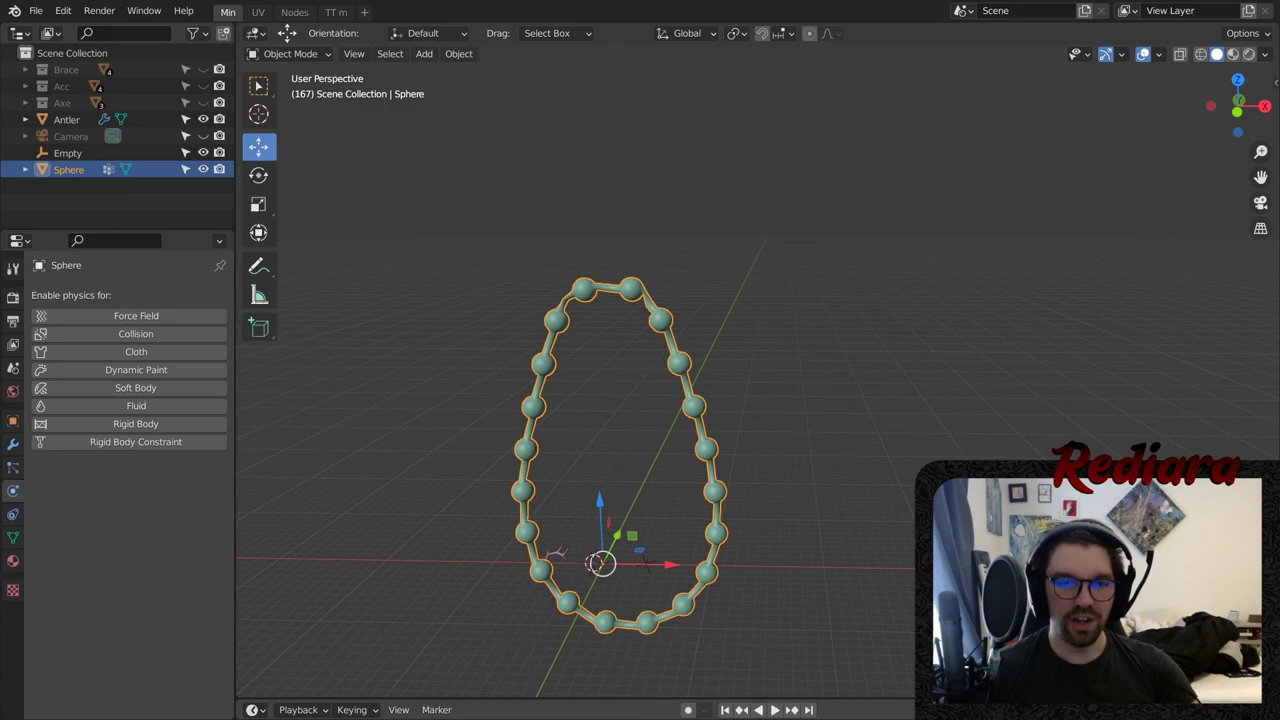 File Edit Render Window Help Min UV Nodes TT m Scene View Layer
Orientation: Default Drag: Select Box Global Options
Scene Collection
Object Mode View Select Add Object
Brace 4
Acc 4
Axe 3
Antler
Camera
Empty
Sphere
User Perspective
(167) Scene Collection | Sphere
Z
Y
X
Sphere
Enable physics for:
Force Field
Collision
Cloth
Dynamic Paint
Soft Body
Fluid
Rigid Body
Rigid Body Constraint
Rediara
Playback Keying View Marker